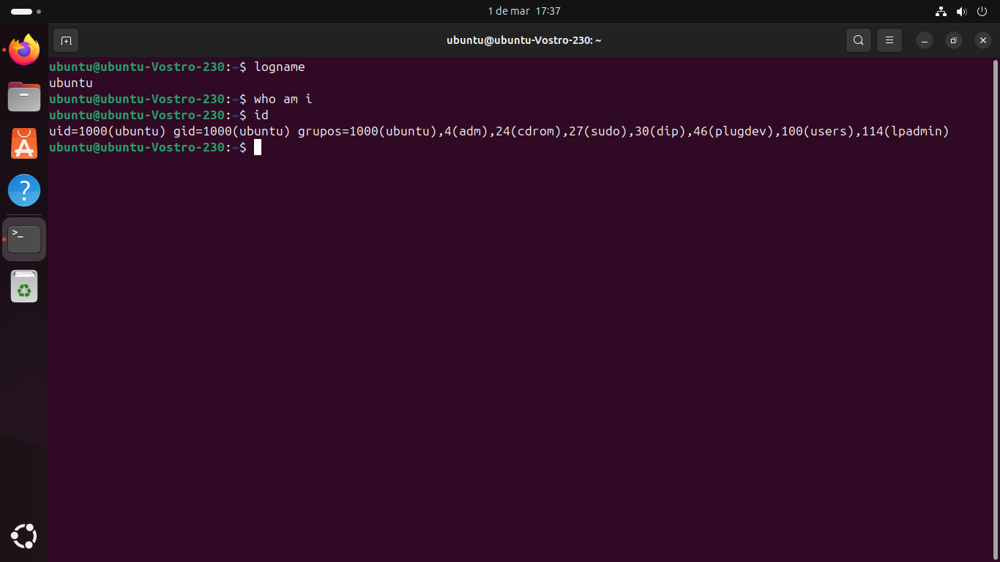 1 de mar 17:37
ubuntu@ubuntu-Vostro-230: ~
ubuntu@ubuntu-Vostro-230:~$ logname
ubuntu
ubuntu@ubuntu-Vostro-230:~$ who am i
ubuntu@ubuntu-Vostro-230:~$ id
uid=1000(ubuntu) gid=1000(ubuntu) grupos=1000(ubuntu),4(adm),24(cdrom),27(sudo),30(dip),46(plugdev),100(users),114(lpadmin)
ubuntu@ubuntu-Vostro-230:~$